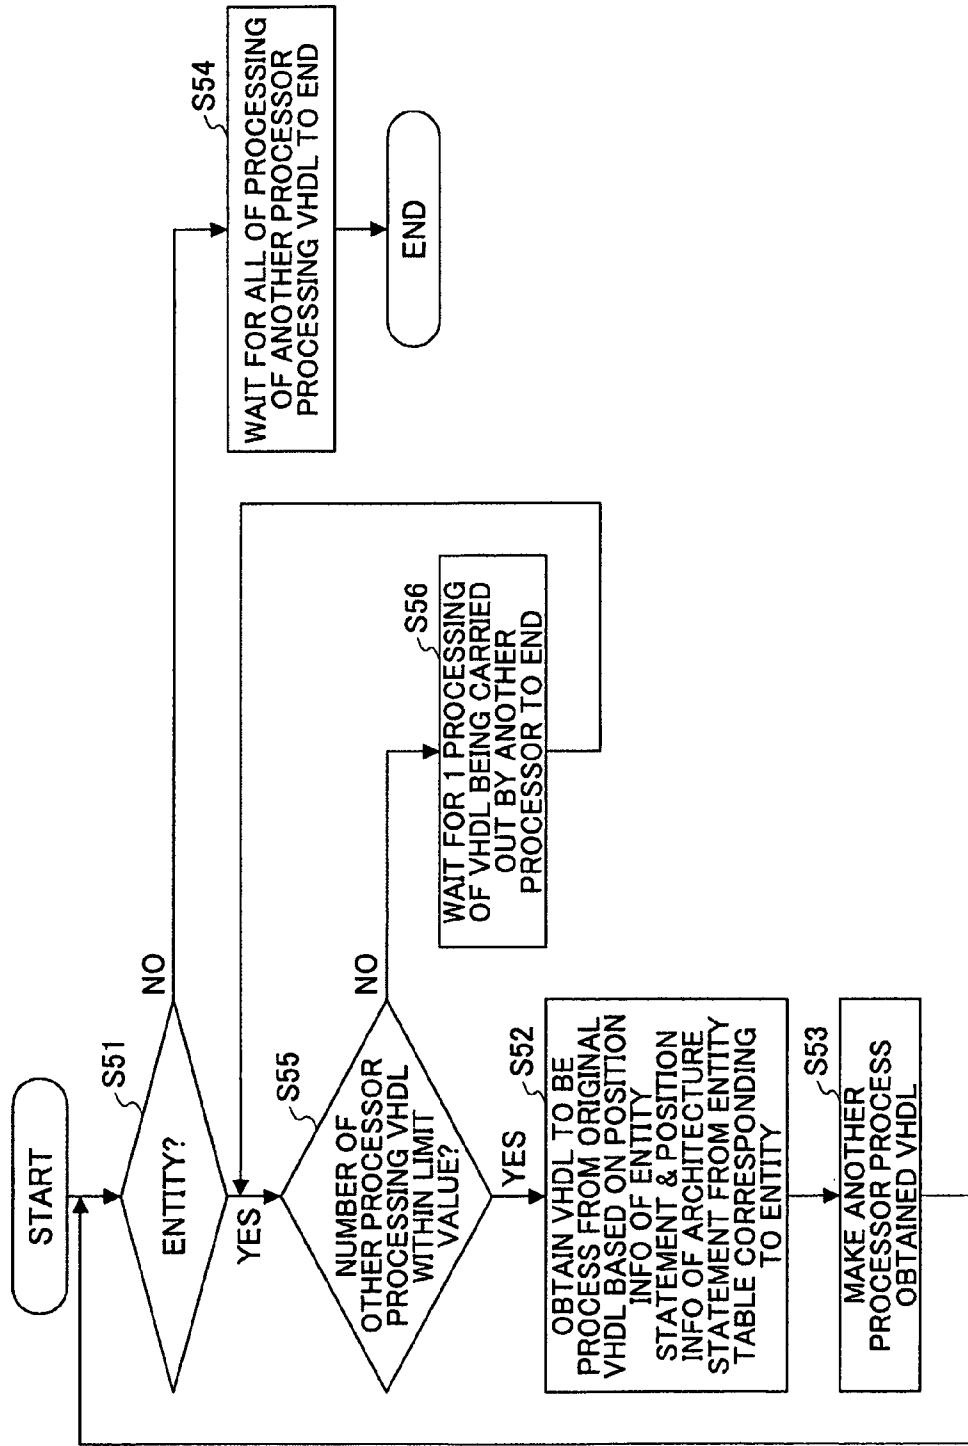 START
S51
ENTITY?
NO
YES
S55
NUMBER OF
OTHER PROCESSOR
PROCESSING VHDL
WITHIN LIMIT
VALUE?
NO
YES
S52
OBTAIN VHDL TO BE
PROCESS FROM ORIGINAL
VHDL BASED ON POSITION
INFO OF ENTITY
STATEMENT & POSITION
INFO OF ARCHITECTURE
STATEMENT FROM ENTITY
TABLE CORRESPONDING
TO ENTITY
S53
MAKE ANOTHER
PROCESSOR PROCESS
OBTAINED VHDL
S56
WAIT FOR 1 PROCESSING
OF VHDL BEING CARRIED
OUT BY ANOTHER
PROCESSOR TO END
S54
WAIT FOR ALL OF PROCESSING
OF ANOTHER PROCESSOR
PROCESSING VHDL TO END
END